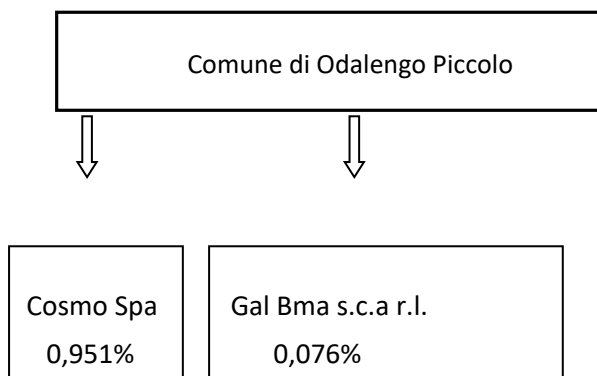 Comune di Odalengo Piccolo
Cosmo Spa
0,951%
Gal Bma s.c.a r.l.
0,076%